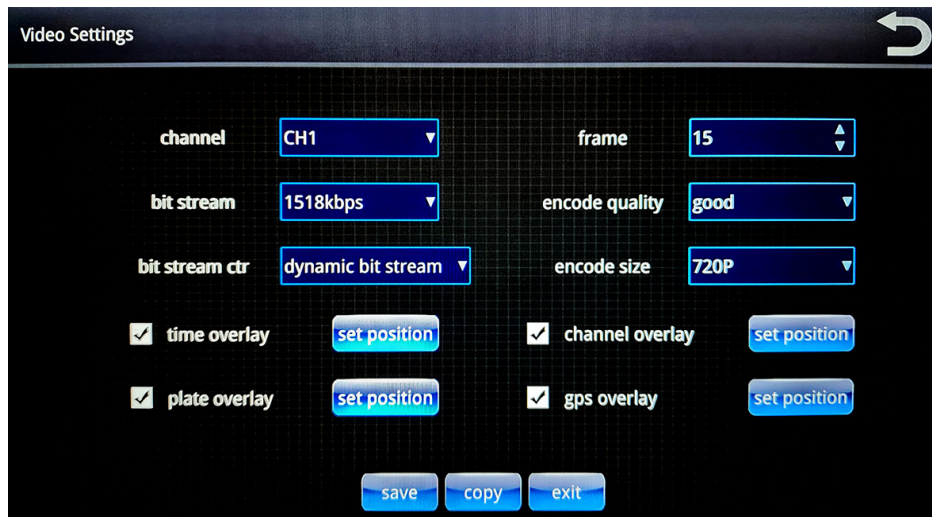 Video Settings
channel CH1 frame 15
bit stream 1518kbps encode quality good
bit stream ctr dynamic bit stream encode size 720P
time overlay set position channel overlay set position
plate overlay set position gps overlay set position
save copy exit